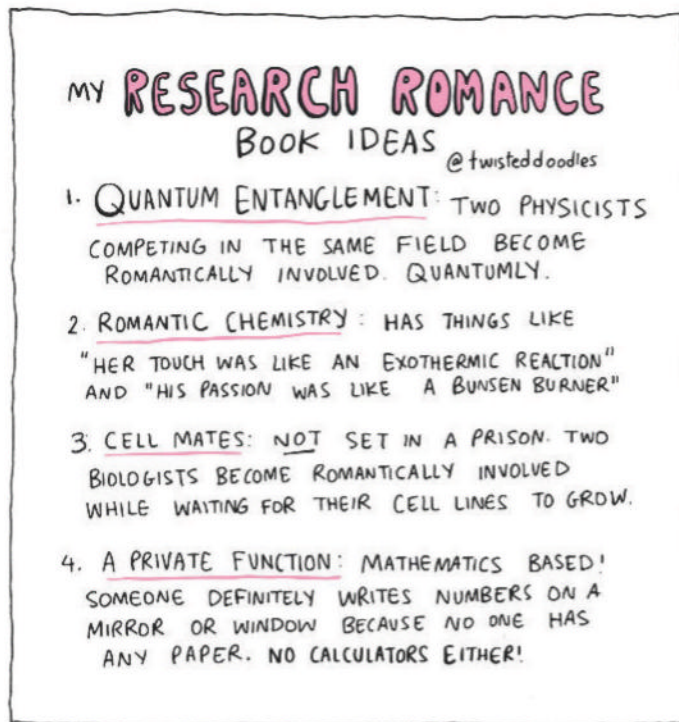 MY RESEARCH ROMANCE
BOOK IDEAS
@twisteddoodles
1. QUANTUM ENTANGLEMENT: TWO PHYSICISTS
COMPETING IN THE SAME FIELD BECOME
ROMANTICALLY INVOLVED. QUANTUMLY.
2. ROMANTIC CHEMISTRY: HAS THINGS LIKE
"HER TOUCH WAS LIKE AN EXOTHERMIC REACTION"
AND "HIS PASSION WAS LIKE A BUNSEN BURNER"
3. CELL MATES: NOT SET IN A PRISON. TWO
BIOLOGISTS BECOME ROMANTICALLY INVOLVED
WHILE WAITING FOR THEIR CELL LINES TO GROW.
4. A PRIVATE FUNCTION: MATHEMATICS BASED!
SOMEONE DEFINITELY WRITES NUMBERS ON A
MIRROR OR WINDOW BECAUSE NO ONE HAS
ANY PAPER. NO CALCULATORS EITHER!